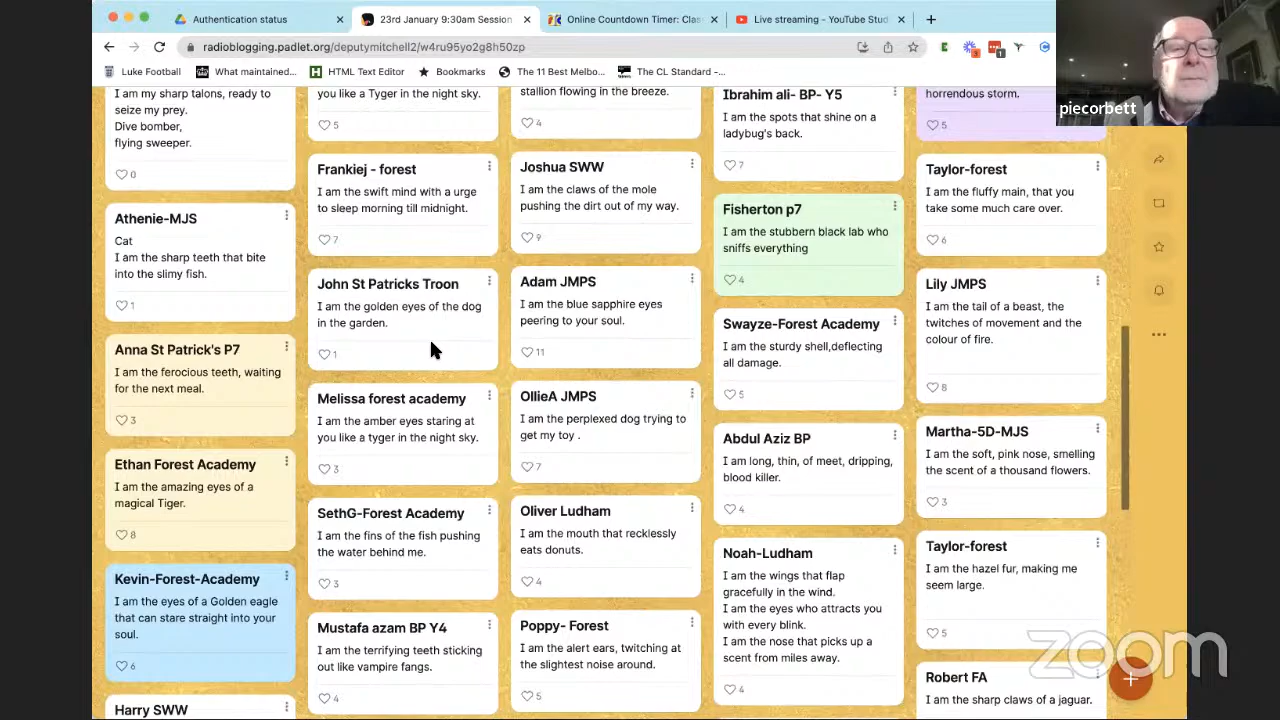 Authentication status
23rd January 9:30am Session
Online Countdown Timer: Clas
Live streaming - YouTube Stud
radioblogging.padlet.org/deputymitchell2/w4ru95yo2g8h50zp
Luke Football
What maintained...
HTML Text Editor
Bookmarks
The 11 Best Melbo...
The CL Standard -...
piecorbett
I am my sharp talons, ready to
seize my prey.
Dive bomber,
flying sweeper.
0
Athenie-MJS
Cat
I am the sharp teeth that bite
into the slimy fish.
1
Anna St Patrick's P7
I am the ferocious teeth, waiting
for the next meal.
3
Ethan Forest Academy
I am the amazing eyes of a
magical Tiger.
8
Kevin-Forest-Academy
I am the eyes of a Golden eagle
that can stare straight into your
soul.
6
Harry SWW
you like a Tyger in the night sky.
5
Frankiej - forest
I am the swift mind with a urge
to sleep morning till midnight.
7
John St Patricks Troon
I am the golden eyes of the dog
in the garden.
1
Melissa forest academy
I am the amber eyes staring at
you like a tyger in the night sky.
3
SethG-Forest Academy
I am the fins of the fish pushing
the water behind me.
3
Mustafa azam BP Y4
I am the terrifying teeth sticking
out like vampire fangs.
4
stallion flowing in the breeze.
4
Joshua SWW
I am the claws of the mole
pushing the dirt out of my way.
9
Adam JMPS
I am the blue sapphire eyes
peering to your soul.
11
OllieA JMPS
I am the perplexed dog trying to
get my toy .
7
Oliver Ludham
I am the mouth that recklessly
eats donuts.
4
Poppy- Forest
I am the alert ears, twitching at
the slightest noise around.
5
Ibrahim ali- BP- Y5
I am the spots that shine on a
ladybug's back.
7
Fisherton p7
I am the stubbern black lab who
sniffs everything
4
Swayze-Forest Academy
I am the sturdy shell,deflecting
all damage.
5
Abdul Aziz BP
I am long, thin, of meet, dripping,
blood killer.
4
Noah-Ludham
I am the wings that flap
gracefully in the wind.
I am the eyes who attracts you
with every blink.
I am the nose that picks up a
scent from miles away.
4
horrendous storm.
5
Taylor-forest
I am the fluffy main, that you
take some much care over.
6
Lily JMPS
I am the tail of a beast, the
twitches of movement and the
colour of fire.
8
Martha-5D-MJS
I am the soft, pink nose, smelling
the scent of a thousand flowers.
3
Taylor-forest
I am the hazel fur, making me
seem large.
5
Robert FA
I am the sharp claws of a jaguar.
zoom